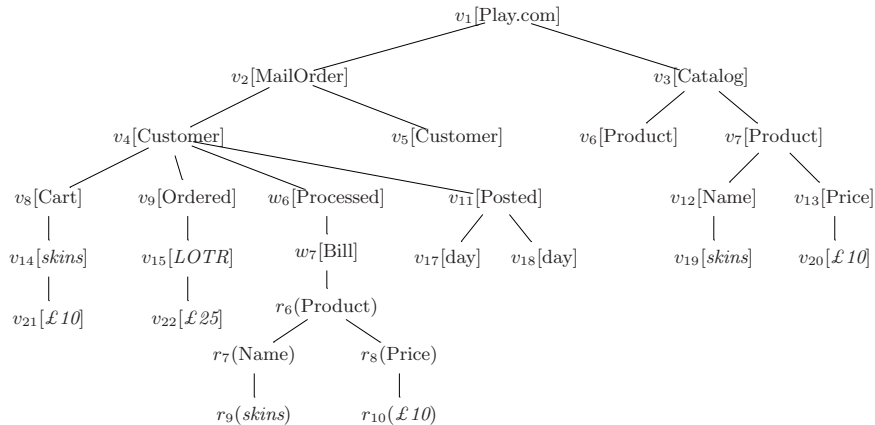 v₁[Play.com]
v₂[MailOrder] v₃[Catalog]
v₄[Customer] v₅[Customer] v₆[Product] v₇[Product]
v₈[Cart] v₉[Ordered] w₆[Processed] v₁₁[Posted] v₁₂[Name] v₁₃[Price]
v₁₄[skins] v₁₅[LOTR] w₇[Bill] v₁₇[day] v₁₈[day] v₁₉[skins] v₂₀[£10]
v₂₁[£10] v₂₂[£25] r₆(Product)
r₇(Name) r₈(Price)
r₉(skins) r₁₀(£10)